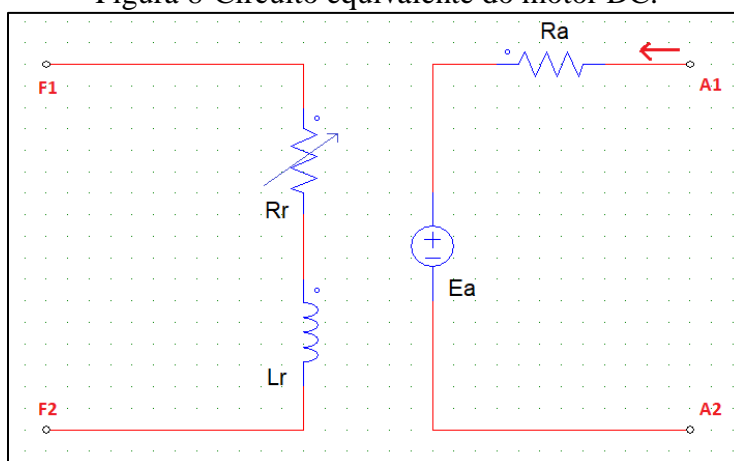 Figura 8-Circuito equivalente do motor DC.
Ra
F1
A1
Rr
Ea
Lr
F2
A2